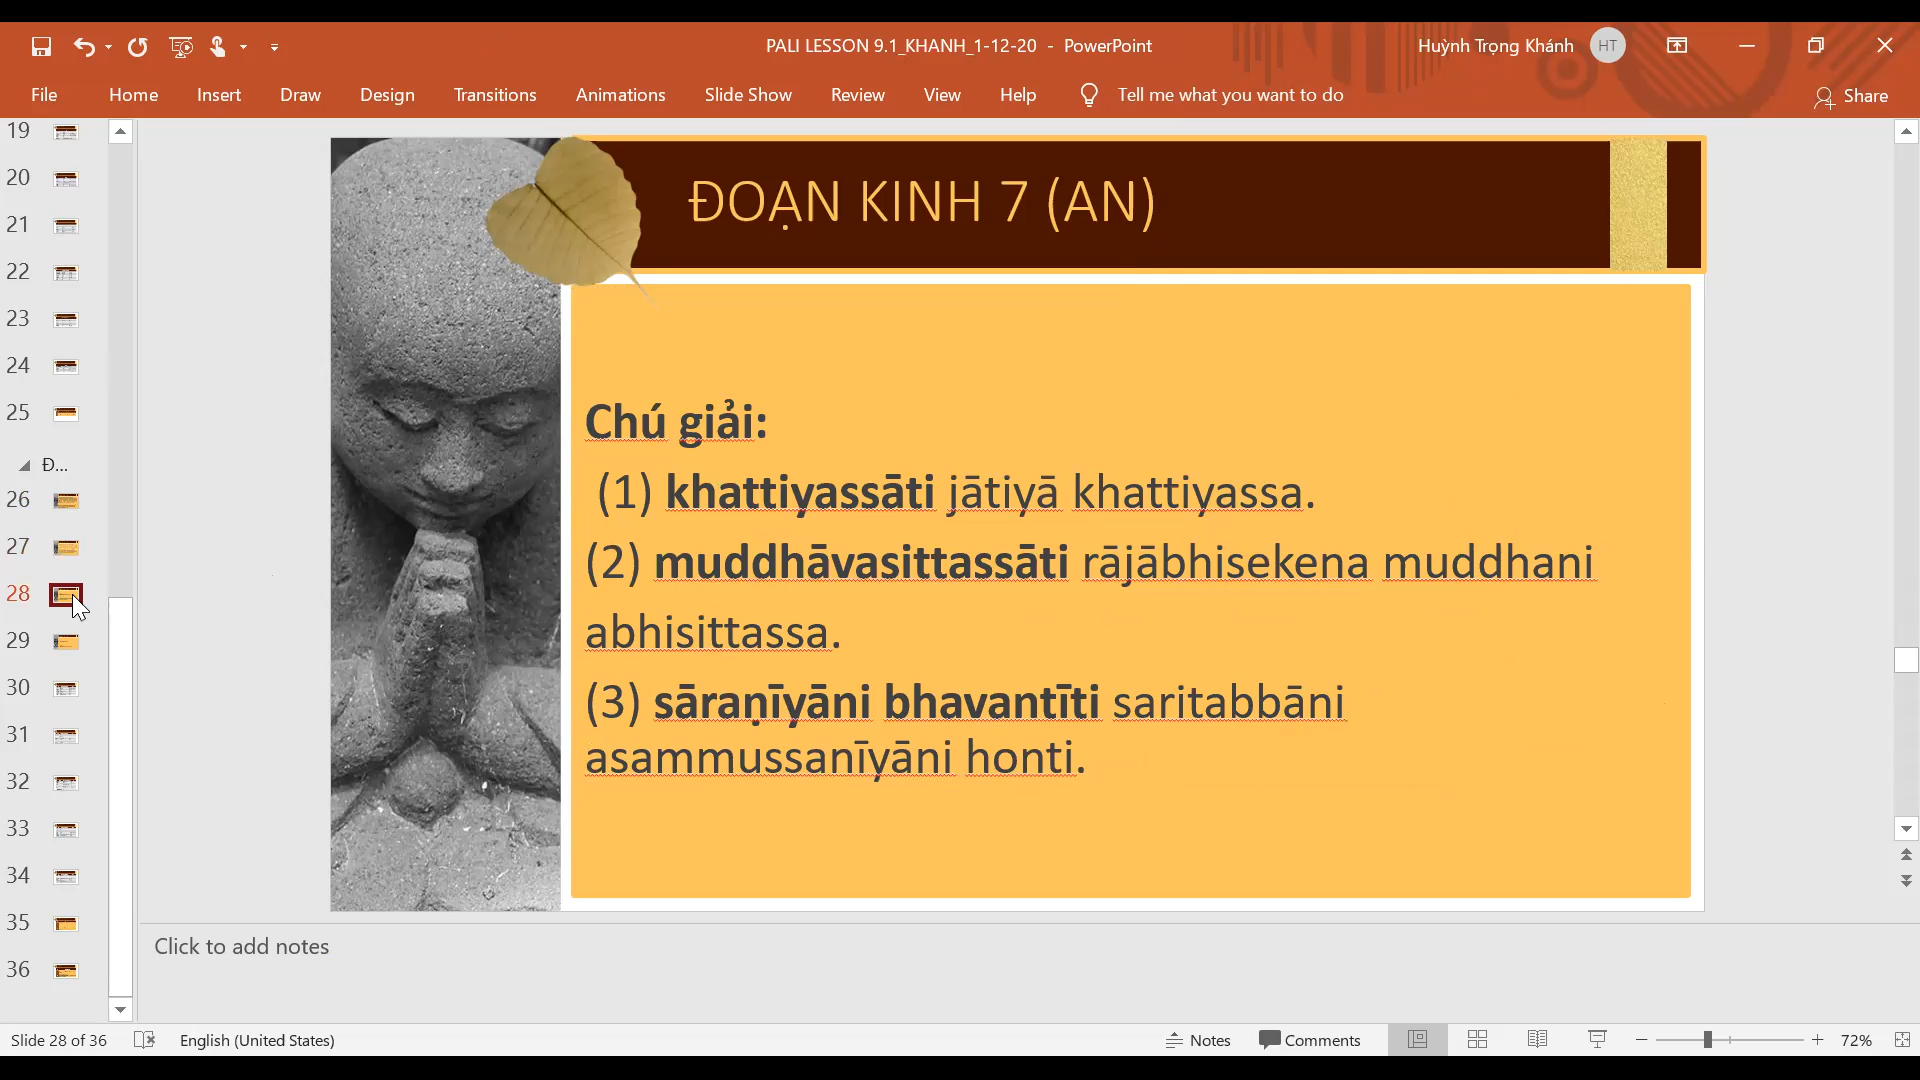 PALI LESSON 9.1_KHANH_1-12-20 - PowerPoint
Huỳnh Trọng Khánh HT
File Home Insert Draw Design Transitions Animations Slide Show Review View Help Tell me what you want to do Share
19
20
21
22
23
24
25
Đ...
26
27
28
29
30
31
32
33
34
35
36
ĐOẠN KINH 7 (AN)
Chú giải:
(1) khattiyassāti jātiyā khattiyassa.
(2) muddhāvasittassāti rājābhisekena muddhani
abhisittassa.
(3) sāraṇīyāni bhavantīti saritabbāni
asammussanīyāni honti.
Click to add notes
Slide 28 of 36 English (United States) Notes Comments 72%